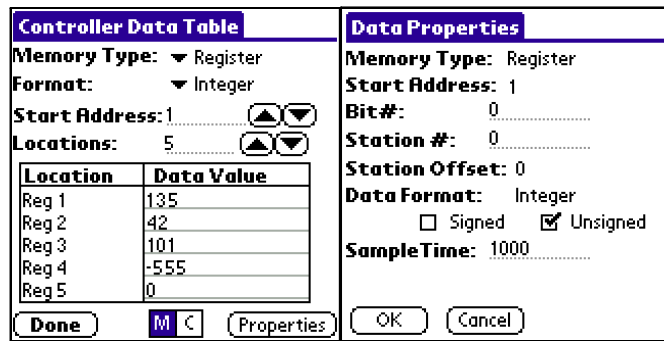 Controller Data Table
Memory Type: Register
Format: Integer
Start Address: 1
Locations: 5
Location Data Value
Reg 1 135
Reg 2 42
Reg 3 101
Reg 4 -555
Reg 5 0
Done M C Properties
Data Properties
Memory Type: Register
Start Address: 1
Bit#: 0
Station #: 0
Station Offset: 0
Data Format: Integer
Signed Unsigned
SampleTime: 1000
OK Cancel